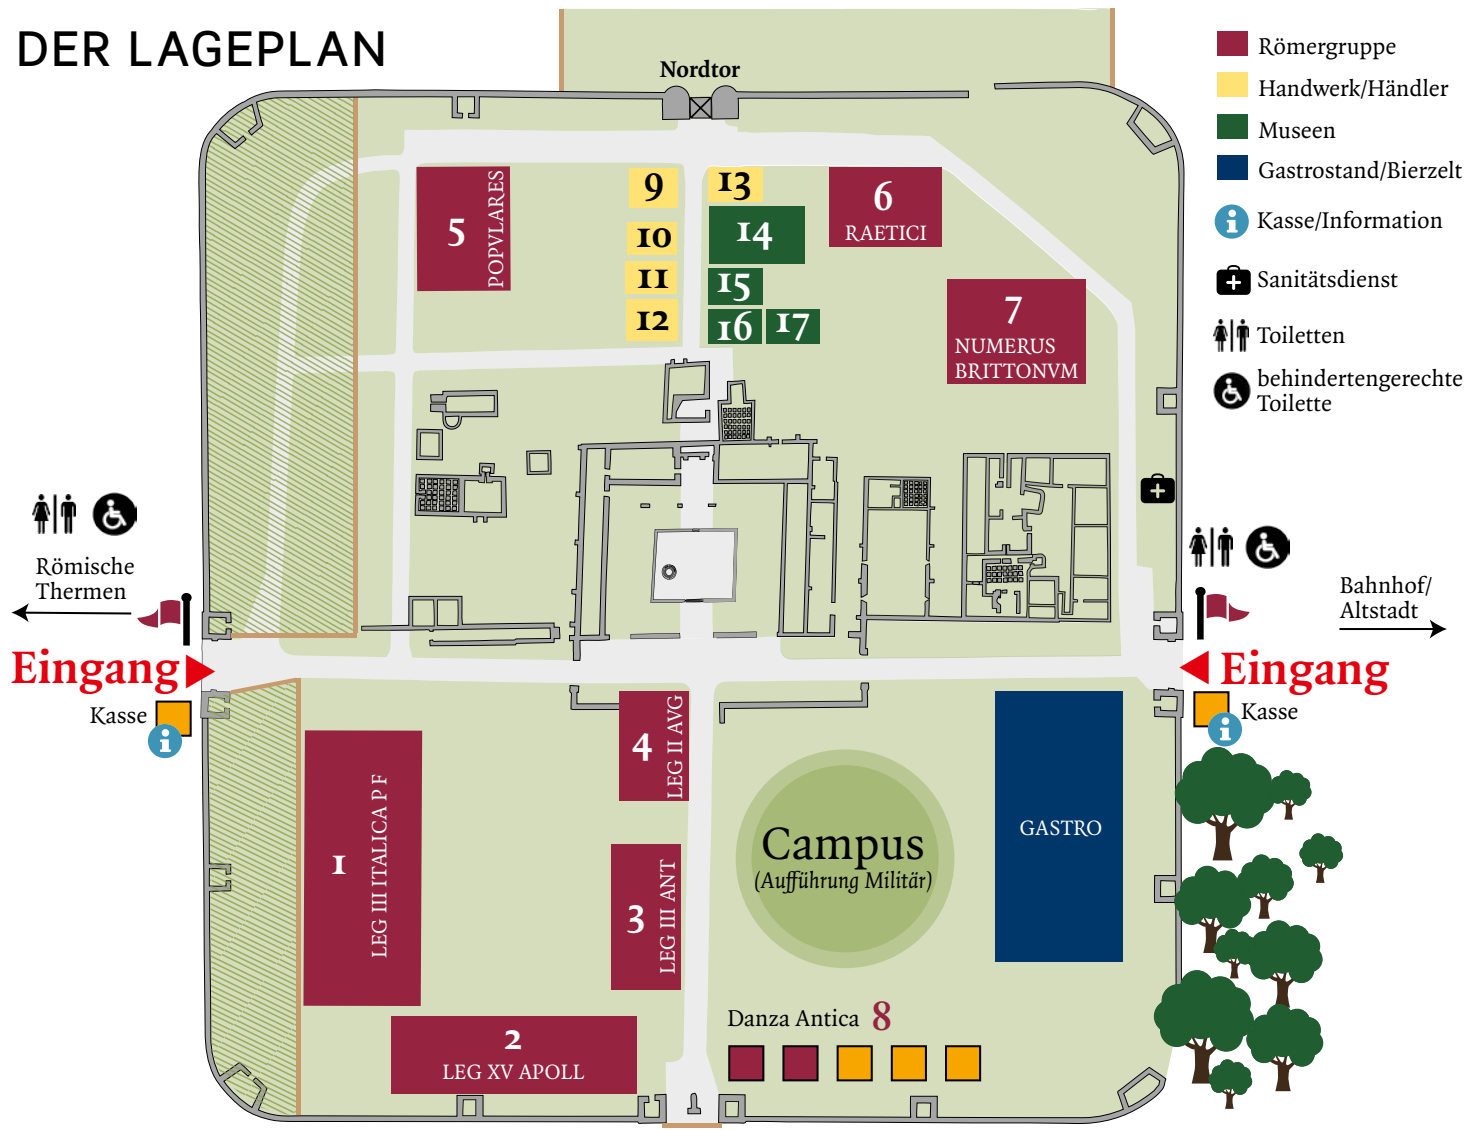 DER LAGEPLAN
Nordtor
Römergruppe
Handwerk/Händler
Museen
Gastrostand/Bierzelt
Kasse/Information
Sanitätsdienst
Toiletten
behindertengerechte
Toilette
5
POPVLARES
9
10
11
12
13
14
15
16
17
6
RAETICI
7
NUMERUS
BRITTONVM
Römische
Thermen
Eingang
Kasse
i
Bahnhof/
Altstadt
Eingang
Kasse
i
4
LEG II AVG
1
LEG III ITALICA P F
3
LEG III ANT
2
LEG XV APOLL
Campus
(Aufführung Militär)
GASTRO
Danza Antica 8